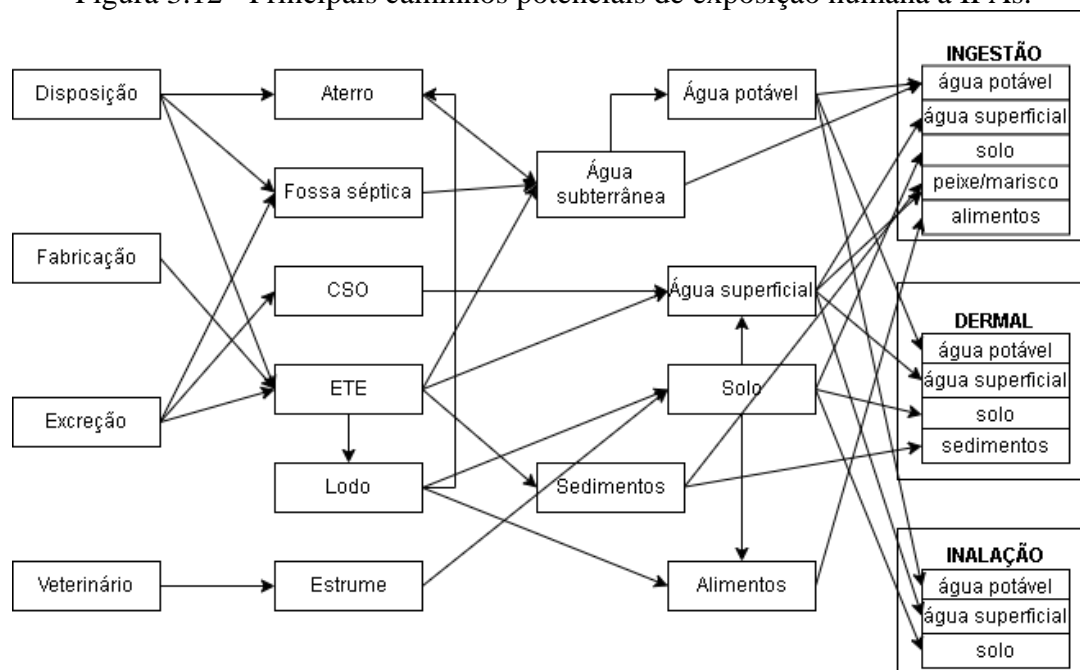 Figura 3.12 - Principais caminhos potenciais de exposição humana a IFAs.
Disposição
Fabricação
Excreção
Veterinário
Aterro
Fossa séptica
CSO
ETE
Lodo
Estrume
Água
subterrânea
Sedimentos
Água potável
Água superficial
Solo
Alimentos
INGESTÃO
água potável
água superficial
solo
peixe/marisco
alimentos
DERMAL
água potável
água superficial
solo
sedimentos
INALAÇÃO
água potável
água superficial
solo